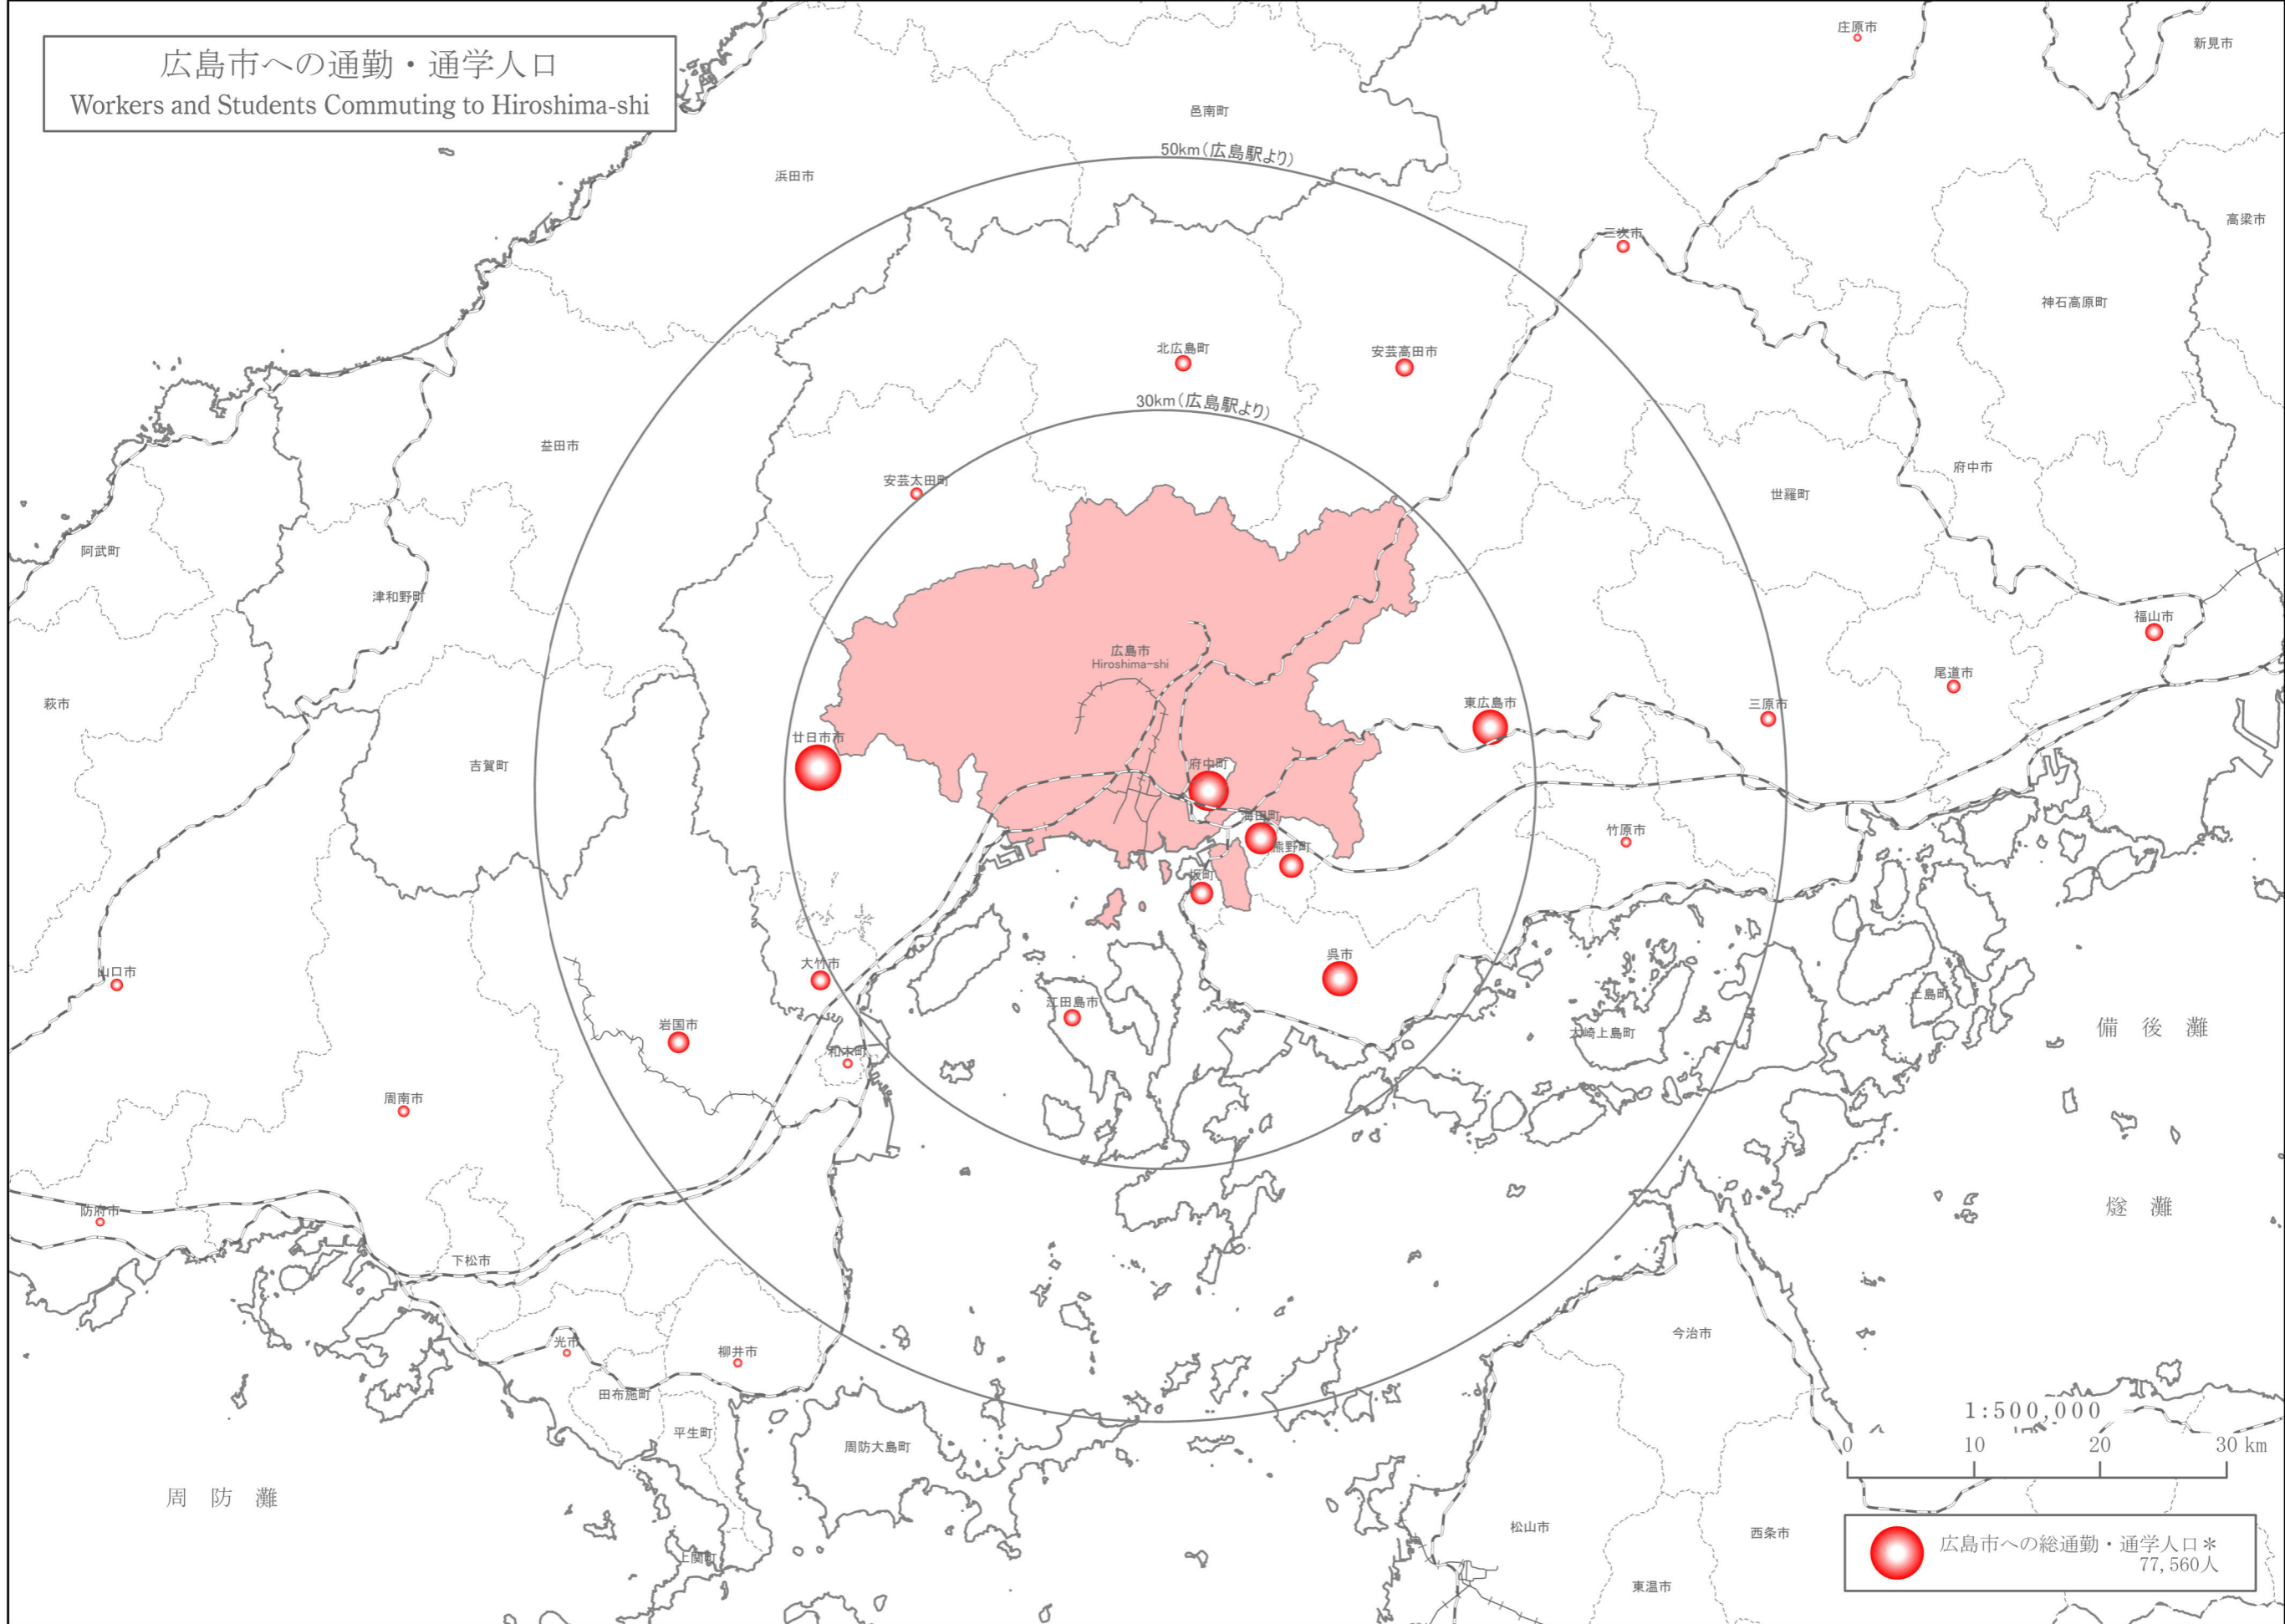 広島市への通勤・通学人口
Workers and Students Commuting to Hiroshima-shi
庄原市
新見市
邑南町
50km(広島駅より)
浜田市
高梁市
三次市
神石高原町
北広島町
安芸高田市
30km(広島駅より)
益田市
府中市
安芸太田町
世羅町
阿武町
津和野町
福山市
広島市
Hiroshima-shi
尾道市
萩市
東広島市
三原市
廿日市市
吉賀町
府中町
海田町
竹原市
熊野町
坂町
呉市
大竹市
山口市
上島町
江田島市
岩国市
大崎上島町
備後灘
和木町
周南市
燧灘
防府市
下松市
今治市
光市
柳井市
田布施町
1:500,000
平生町
周防大島町
0 10 20 30 km
周防灘
松山市
西条市
広島市への総通勤・通学人口*
77,560人
上関町
東温市